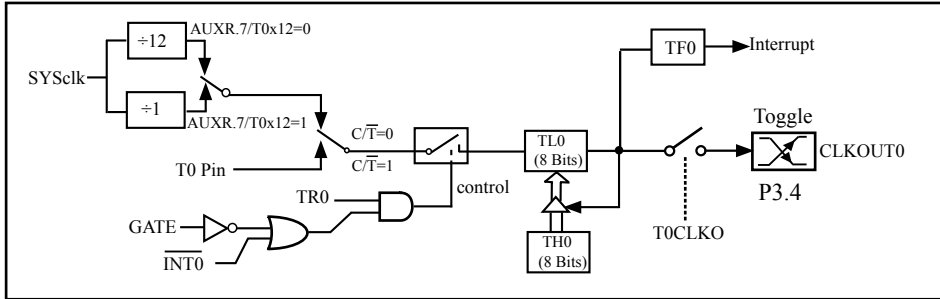 AUXR.7/T0x12=0
÷12
SYSclk
÷1
AUXR.7/T0x12=1
T0 Pin
C/T̅=0
C/T̅=1
control
TR0
GATE
I̅N̅T̅0̅
TL0
(8 Bits)
TH0
(8 Bits)
TF0
Interrupt
Toggle
CLKOUT0
P3.4
T0CLKO